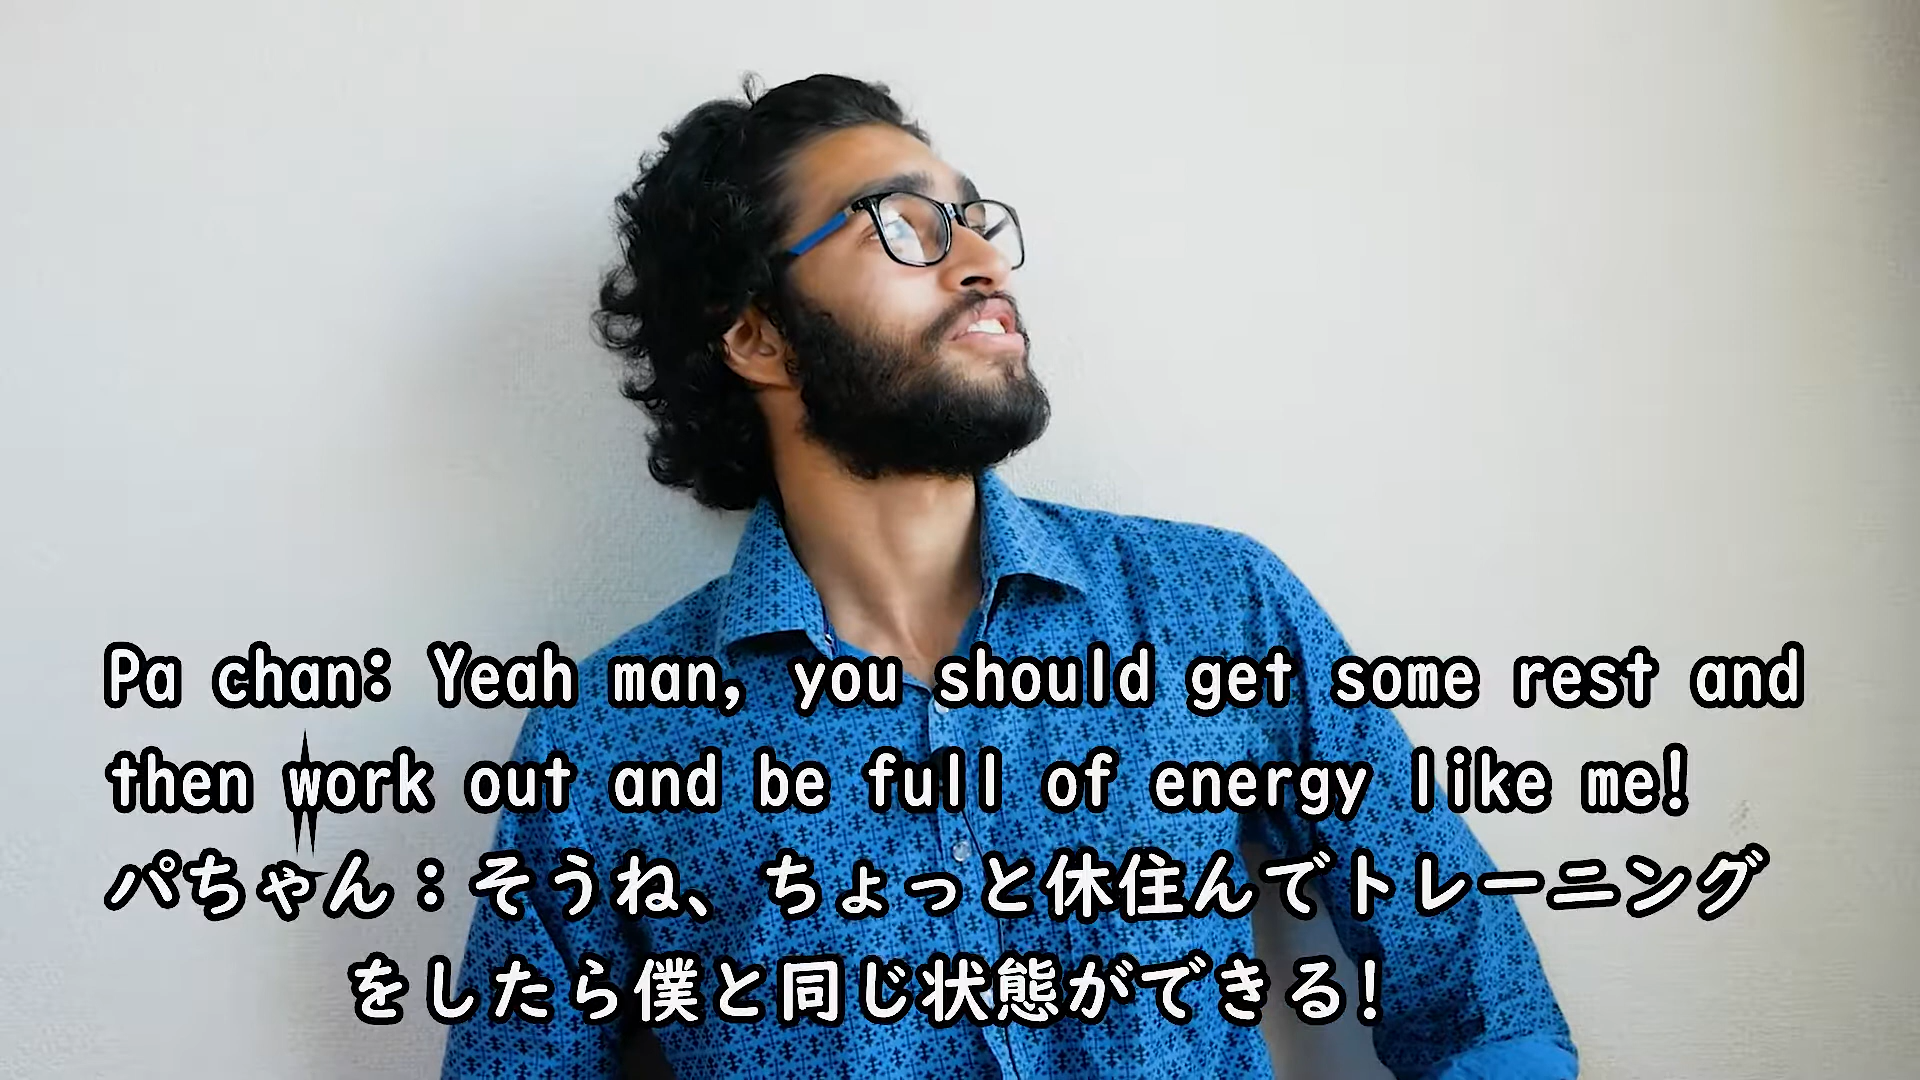 Pa chan: Yeah man, you should get some rest and
then work out and be full of energy like me!
パちゃん：そうね、ちょっと休住んでトレーニング
をしたら僕と同じ状態ができる!